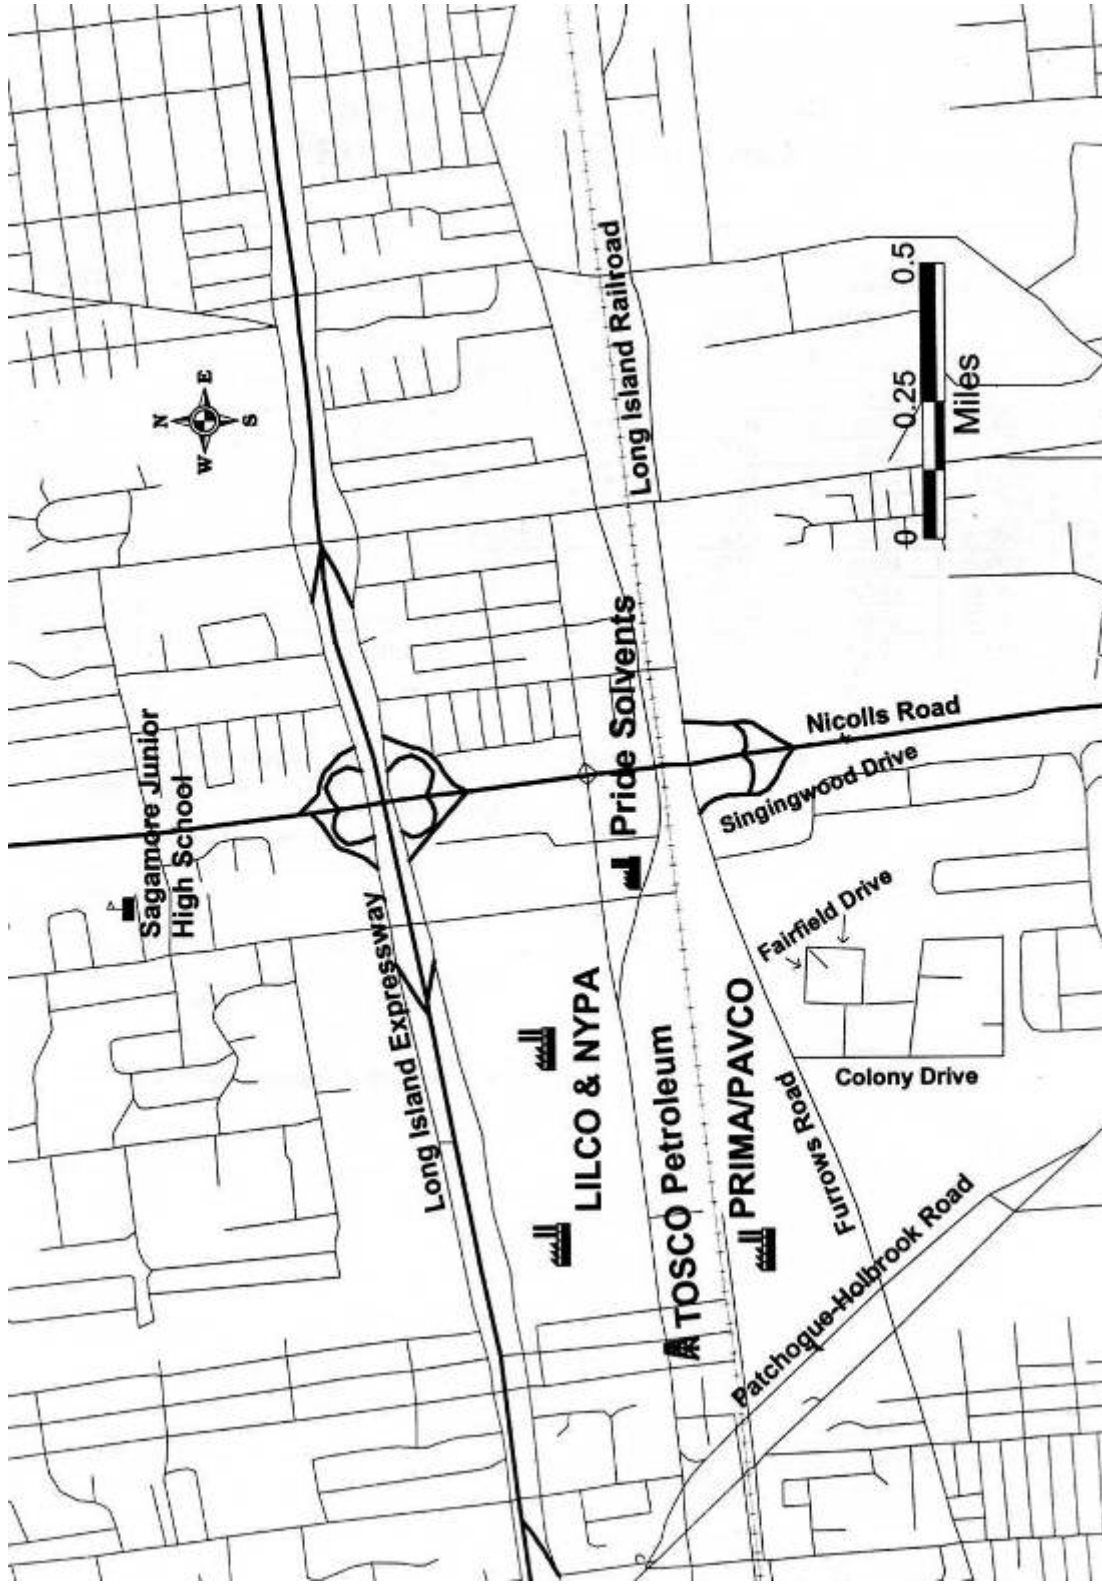 Sagamore Junior
High School
N
W E
S
Long Island Expressway
LILCO & NYPA
Pride Solvents
Long Island Railroad
TOSCO Petroleum
PRIMA/PAVCO
Furrows Road
Fairfield Drive
Singingwood Drive
Nicolls Road
Patchogue-Holbrook Road
Colony Drive
0 0.25 0.5
Miles